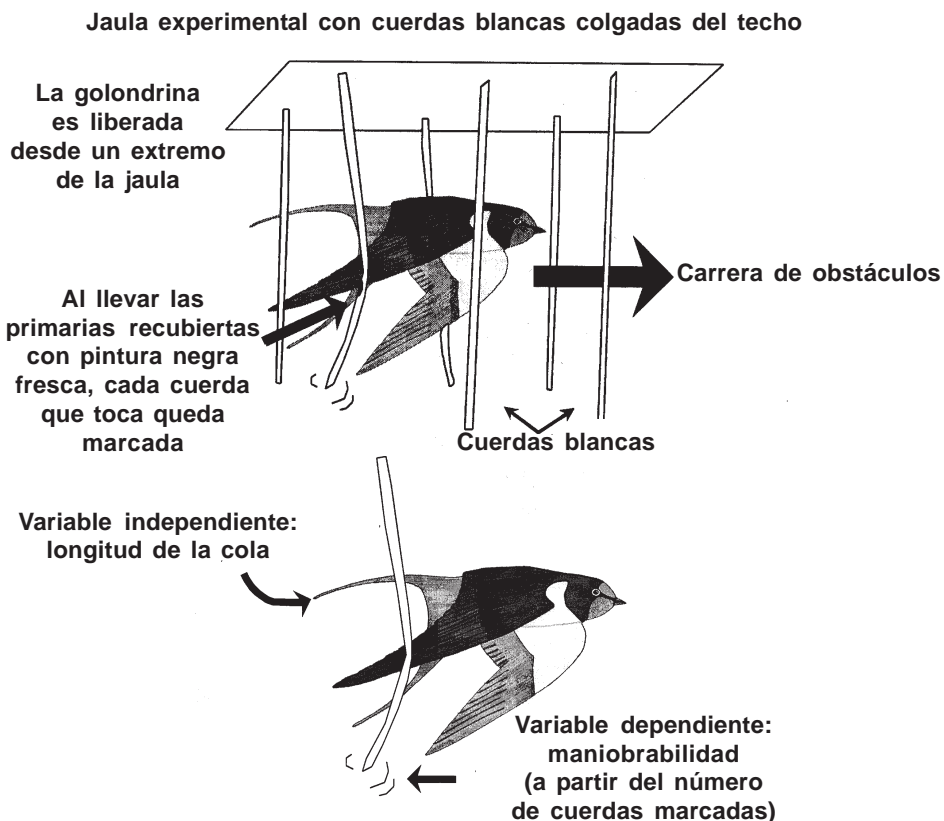 Jaula experimental con cuerdas blancas colgadas del techo
La golondrina
es liberada
desde un extremo
de la jaula
Carrera de obstáculos
Al llevar las
primarias recubiertas
con pintura negra
fresca, cada cuerda
que toca queda
marcada
Cuerdas blancas
Variable independiente:
longitud de la cola
Variable dependiente:
maniobrabilidad
(a partir del número
de cuerdas marcadas)